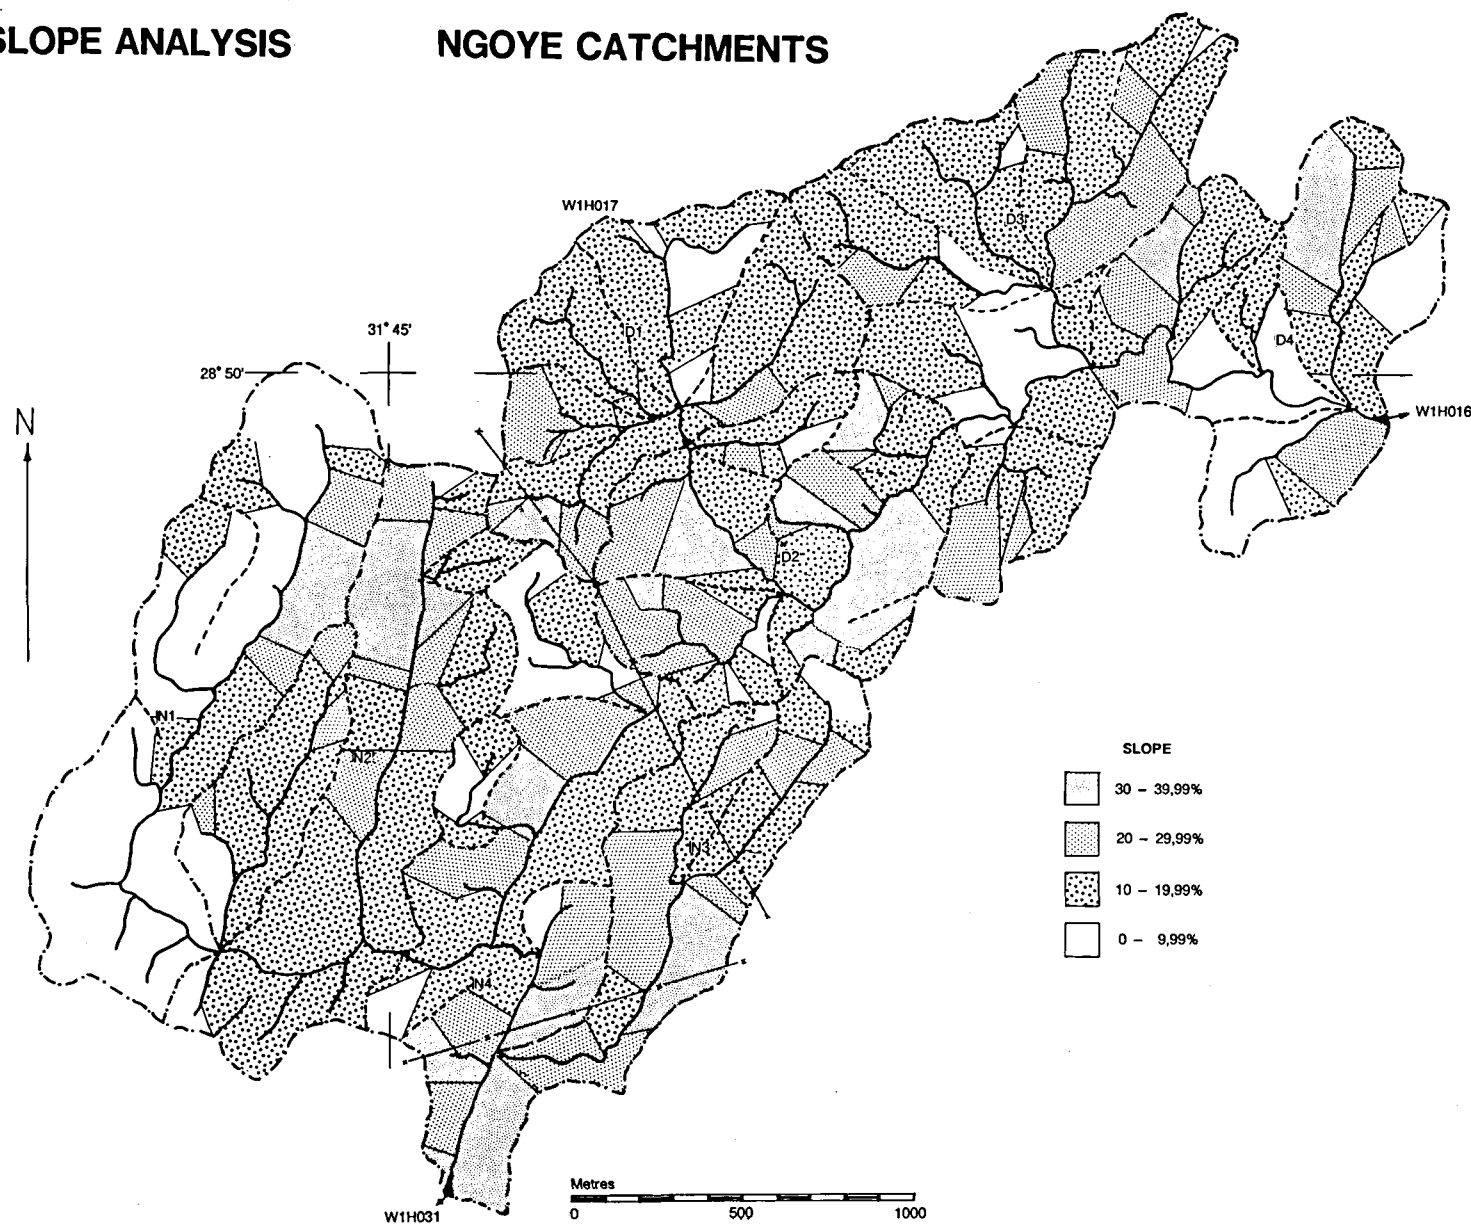 SLOPE ANALYSIS NGOYE CATCHMENTS
W1H017
D3
31° 45'
D1
D4
28° 50'
W1H016
N
D2
IN1
IN2
SLOPE
30 - 39,99%
20 - 29,99%
IN3
10 - 19,99%
0 - 9,99%
IN4
Metres
W1H031
0 500 1000